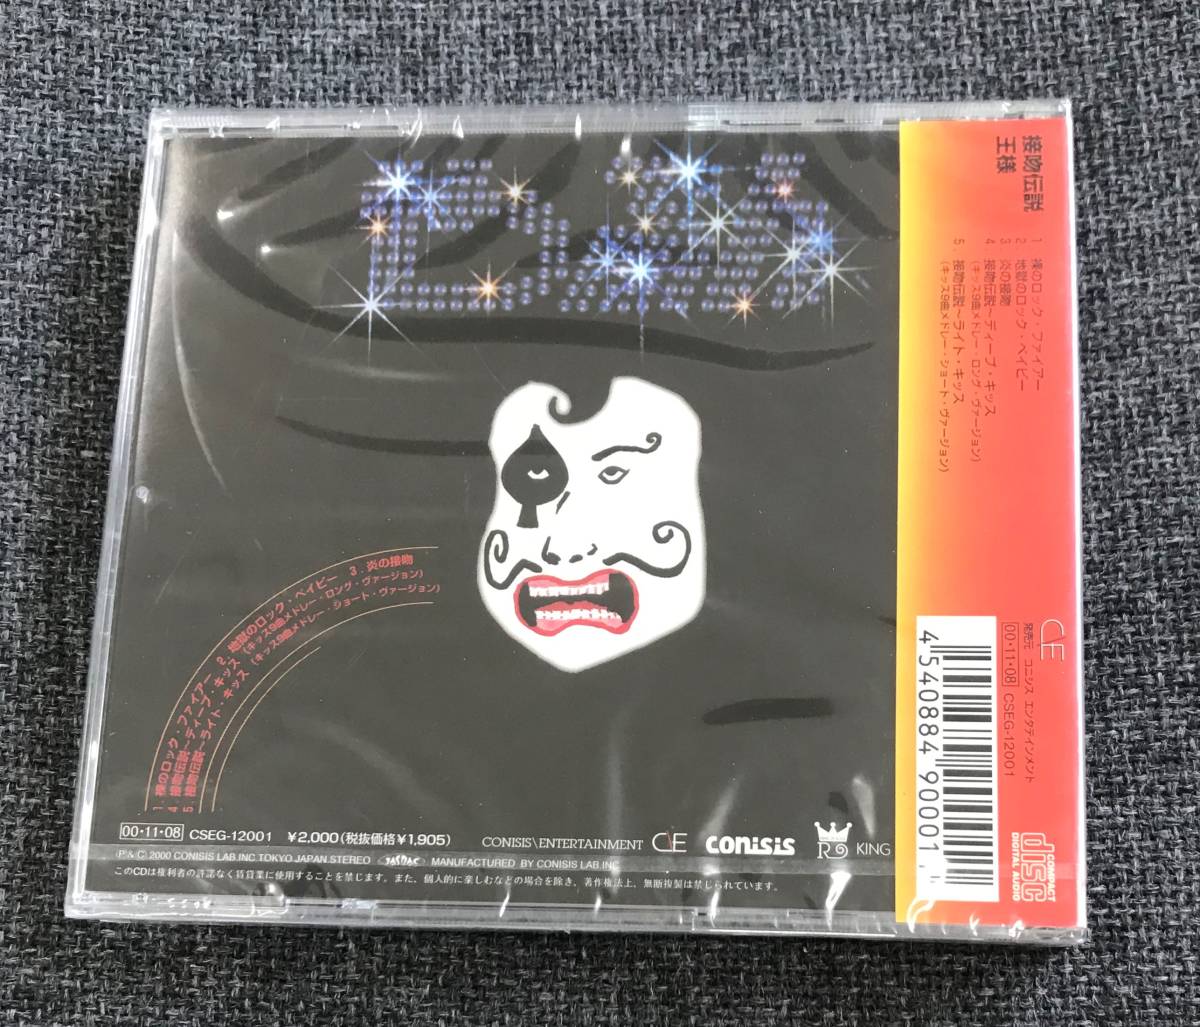 王様
1. 裸のロック・ファイアー 2. 地獄のロック・ベイビー 3. 炎の接吻
4. 接吻伝説~ディープ・キッス (キッス9曲メドレー・ロング・ヴァージョン)
5. 接吻伝説~ライト・キッス (キッス9曲メドレー・ショート・ヴァージョン)
00・11・08 CSEG-12001 ¥2,000(税抜価格¥1,905) CONISIS\ENTERTAINMENT C\E conisis R KING
P & C 2000 CONISIS LAB.INC TOKYO JAPAN.STEREO JASRAC MANUFACTURED BY CONISIS LAB.INC
このCDは権利者の許諾なく賃貸業に使用することを禁じます。また、個人的に楽しむなどの場合を除き、著作権法上、無断複製は禁じられています。
接吻伝説
王様
1. 裸のロック・ファイアー
2. 地獄のロック・ベイビー
3. 炎の接吻
4. 接吻伝説~ディープ・キッス
(キッス9曲メドレー・ロング・ヴァージョン)
5. 接吻伝説~ライト・キッス
(キッス9曲メドレー・ショート・ヴァージョン)
C\E
発売元 コニシス エンタテインメント
00・11・08 CSEG-12001
4 540884 90001
COMPACT
disc
DIGITAL AUDIO